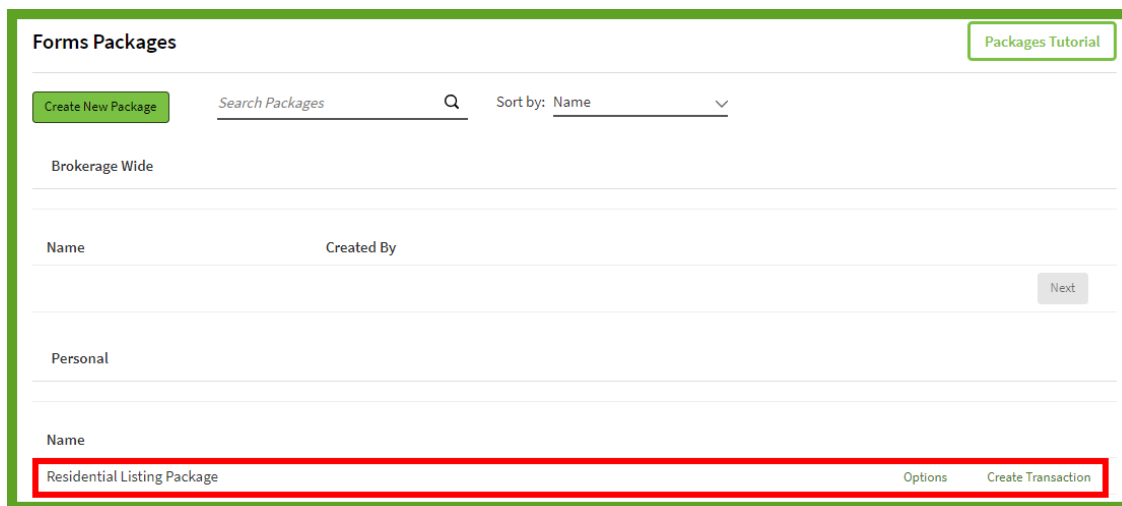 Forms Packages
Packages Tutorial
Create New Package
Search Packages
Sort by: Name
Brokerage Wide
Name Created By
Next
Personal
Name
Residential Listing Package Options Create Transaction